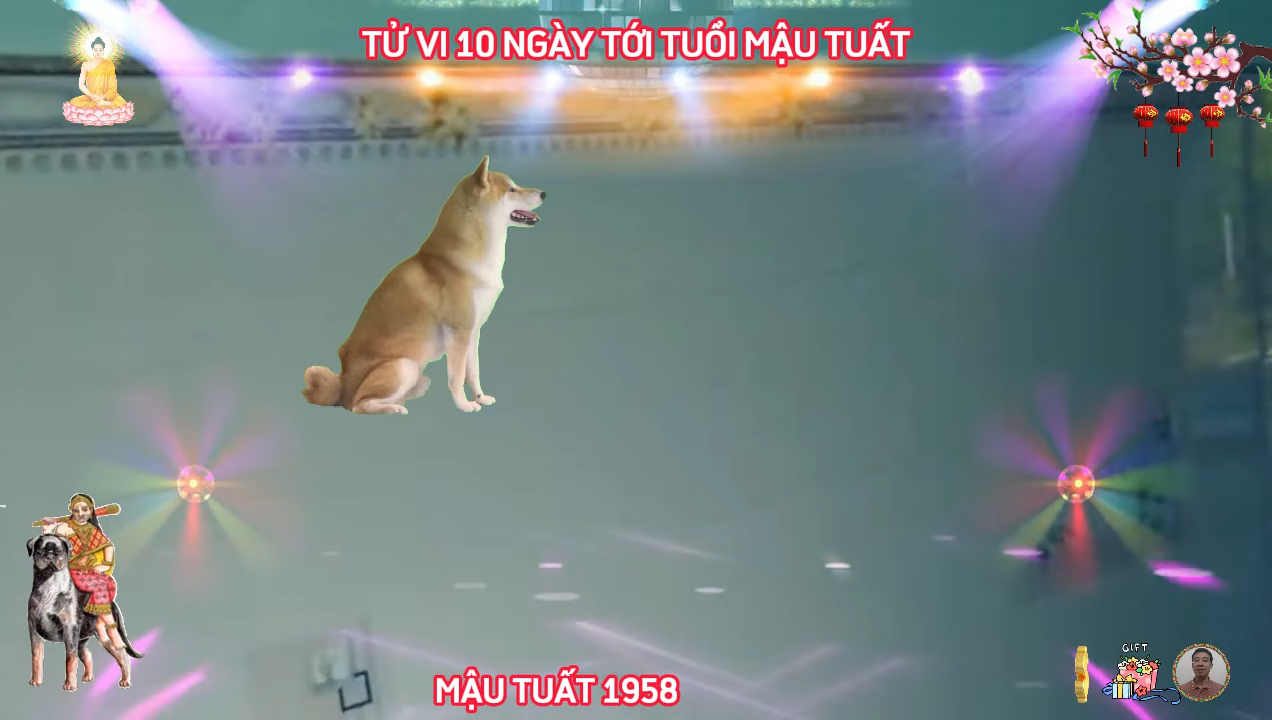 TỬ VI 10 NGÀY TỚI TUỔI MẬU TUẤT
GIFT
MẬU TUẤT 1958